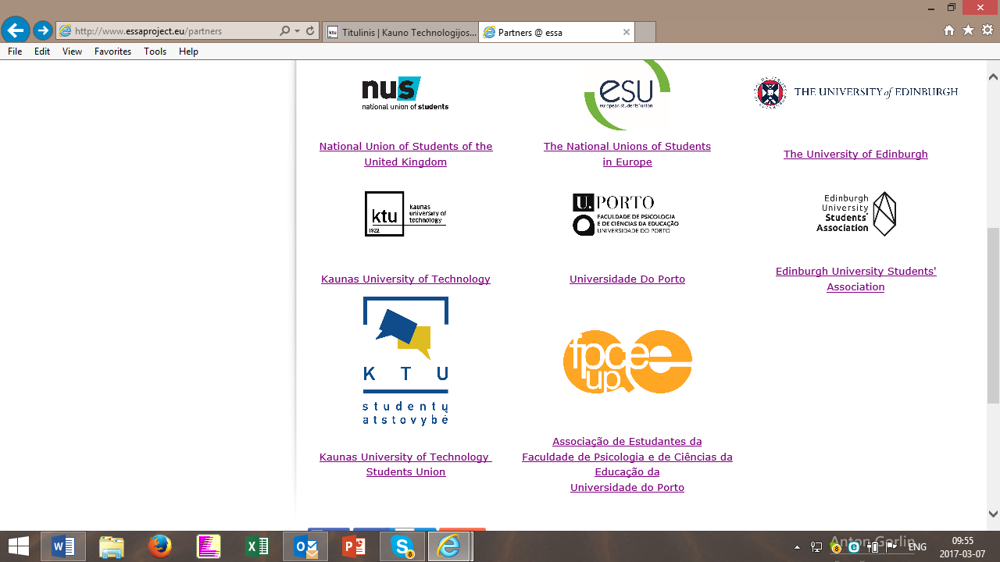 http://www.essaproject.eu/partners
Titulinis | Kauno Technologijos...
Partners @ essa
File Edit View Favorites Tools Help
nus
national union of students
esu
european students' union
THE UNIVERSITY of EDINBURGH
National Union of Students of the
United Kingdom
The National Unions of Students
in Europe
The University of Edinburgh
ktu
1922
kaunas
university of
technology
U. PORTO
FACULDADE DE PSICOLOGIA
E DE CIÊNCIAS DA EDUCAÇÃO
UNIVERSIDADE DO PORTO
Edinburgh
University
Students'
Association
Kaunas University of Technology
Universidade Do Porto
Edinburgh University Students'
Association
KTU
studentų
atstovybė
fpcee
up
Kaunas University of Technology
Students Union
Associação de Estudantes da
Faculdade de Psicologia e de Ciências da
Educação da
Universidade do Porto
Anton Gorlin
ENG
09:55
2017-03-07